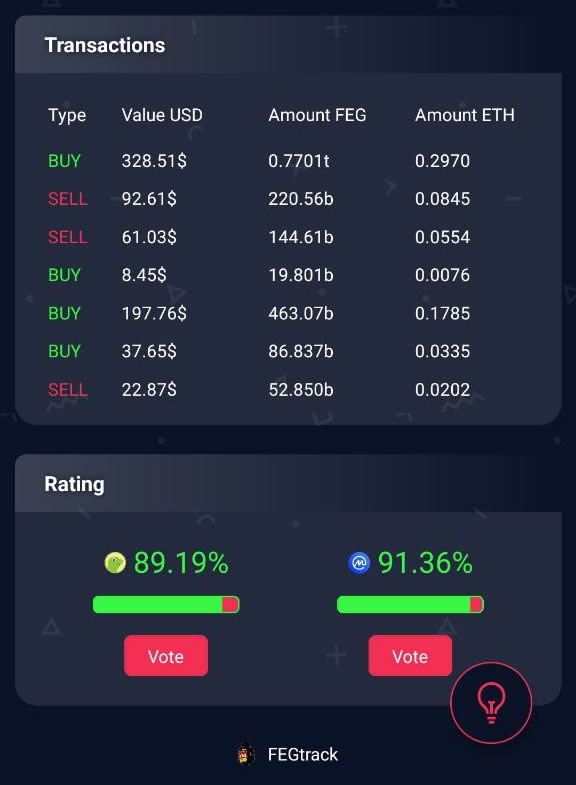 Transactions
Type Value USD Amount FEG Amount ETH
BUY 328.51$ 0.7701t 0.2970
SELL 92.61$ 220.56b 0.0845
SELL 61.03$ 144.61b 0.0554
BUY 8.45$ 19.801b 0.0076
BUY 197.76$ 463.07b 0.1785
BUY 37.65$ 86.837b 0.0335
SELL 22.87$ 52.850b 0.0202
Rating
89.19% 91.36%
Vote Vote
FEGtrack